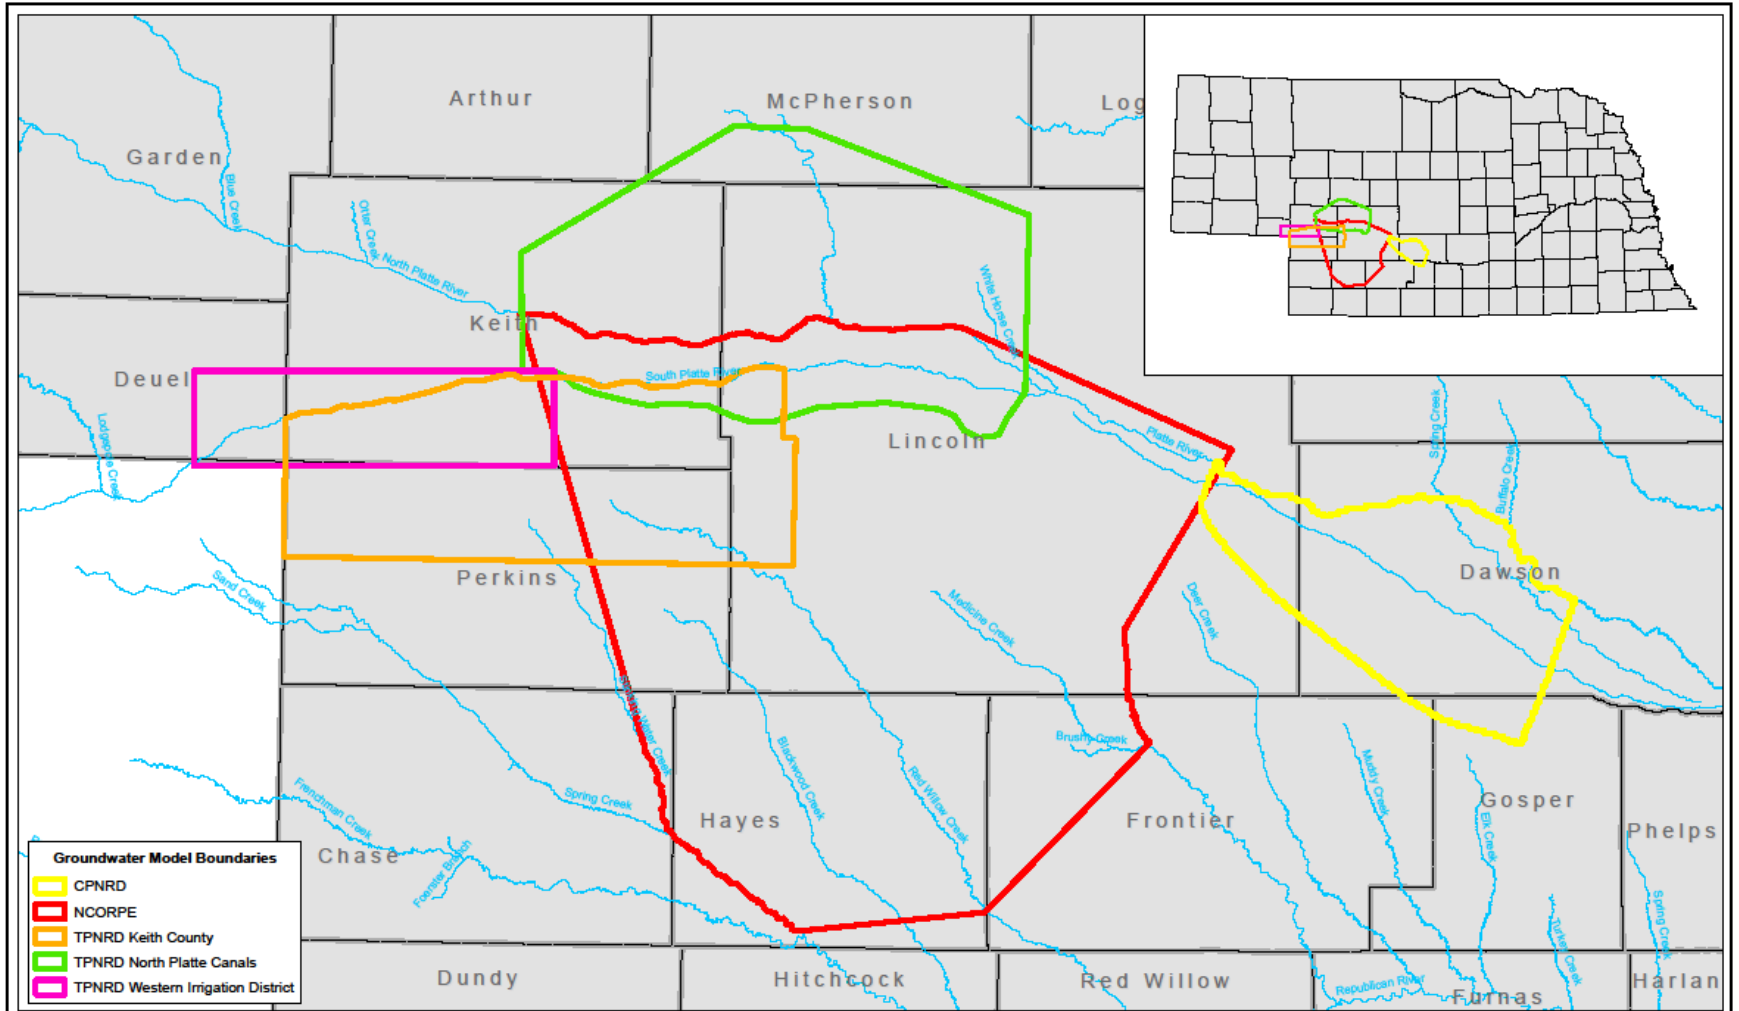 Arthur
McPherson
Log
Garden
Blue Creek
Otter Creek
North Platte River
White Horse Creek
Keith
Deuel
South Platte River
Lodgepole Creek
Lincoln
Platte River
Spring Creek
Buffalo Creek
Perkins
Dawson
Sand Creek
Medicine Creek
Deer Creek
Stinking Water Creek
Brushy Creek
Blackwood Creek
Red Willow Creek
Muddy Creek
Frenchman Creek
Spring Creek
Hayes
Frontier
Gosper
Elk Creek
Phelps
Chase
Foerster Branch
Spring Creek
Turkey Creek
Groundwater Model Boundaries
CPNRD
NCORPE
TPNRD Keith County
TPNRD North Platte Canals
TPNRD Western Irrigation District
Dundy
Hitchcock
Red Willow
Republican River
Furnas
Harlan